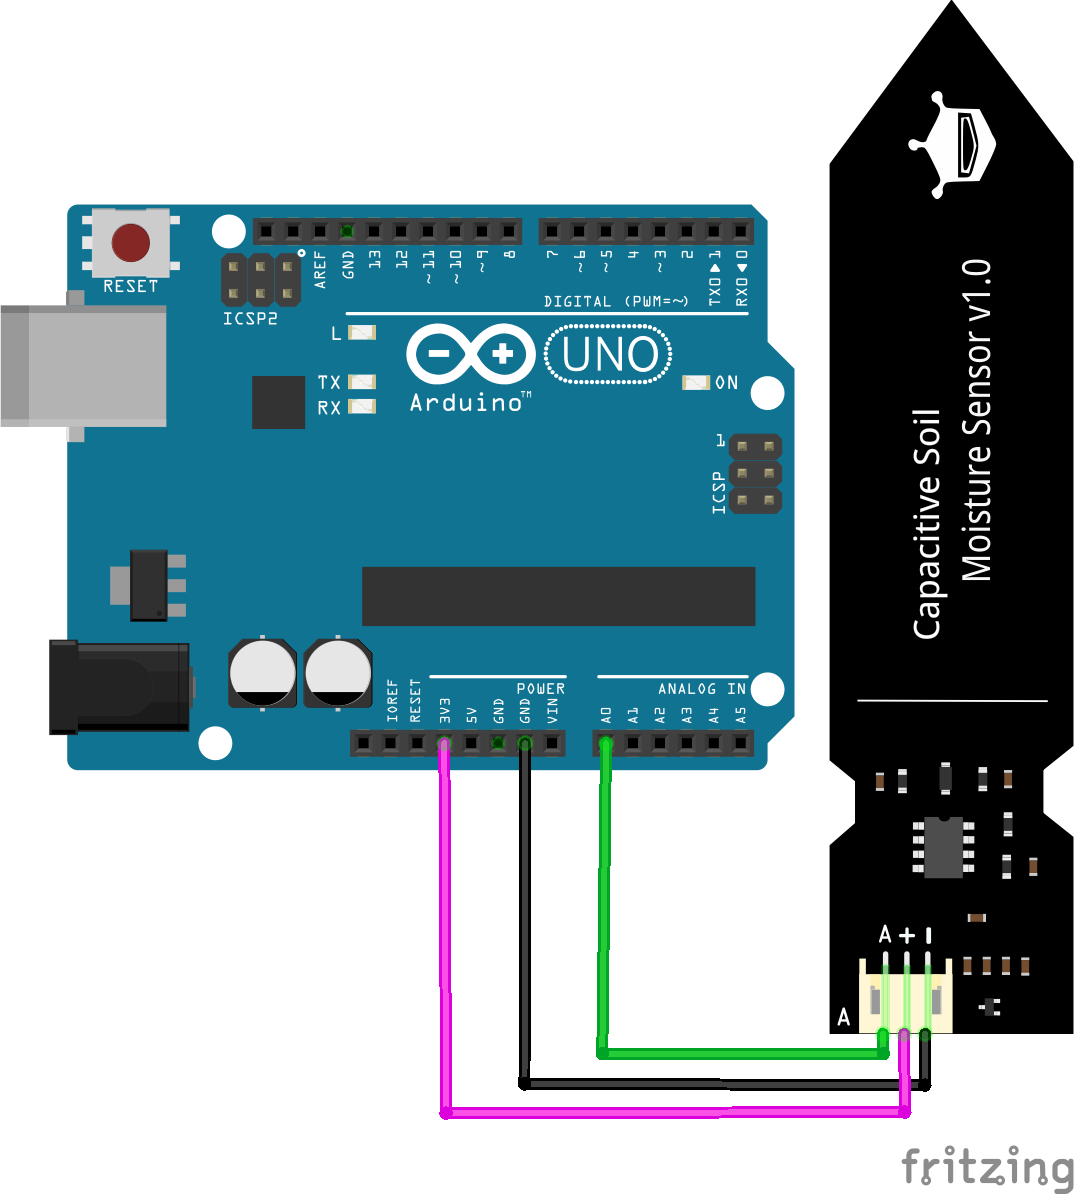 RESET
ICSP2
AREF
GND
13
12
~11
~10
~9
8
7
~6
~5
4
~3
2
TX0▶1
RX0◀0
DIGITAL (PWM=~)
L
TX
RX
Arduino™
UNO
ON
1
ICSP
IOREF
RESET
3V3
5V
GND
GND
VIN
POWER
ANALOG IN
A0
A1
A2
A3
A4
A5
Capacitive Soil
Moisture Sensor v1.0
A + -
A
fritzing